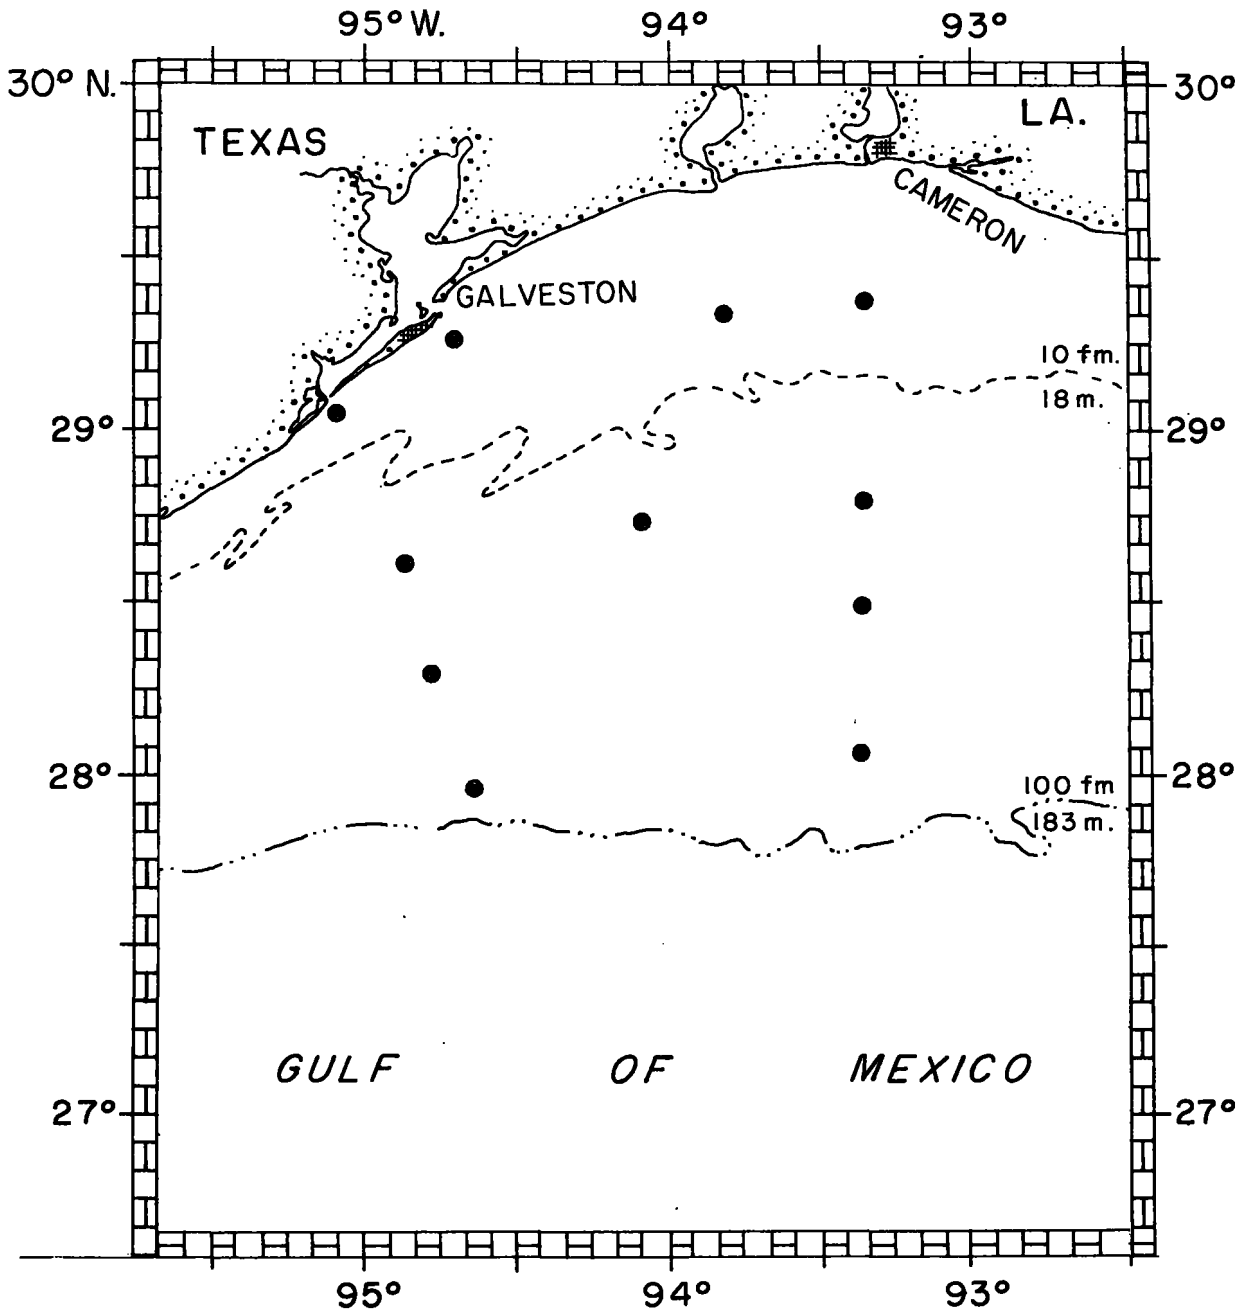 95° W. 94° 93°
30° N. 30°
TEXAS LA.
CAMERON
GALVESTON
10 fm.
18 m.
29° 29°
28° 28°
100 fm
183 m.
GULF OF MEXICO
27° 27°
95° 94° 93°